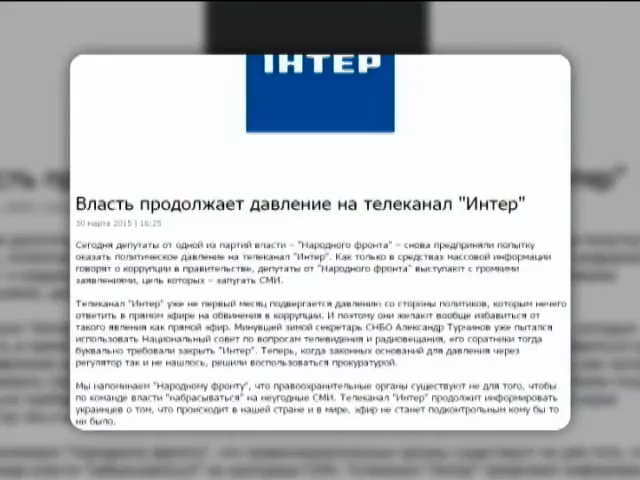 ІНТЕР
Власть продолжает давление на телеканал "Интер"
30 марта 2015 | 16:25
Сегодня депутаты от одной из партий власти – "Народного фронта" – снова предприняли попытку
оказать политическое давление на телеканал "Интер". Как только в средствах массовой информации
говорят о коррупции в правительстве, депутаты от "Народного фронта" выступают с громкими
заявлениями, цель которых – запугать СМИ.
Телеканал "Интер" уже не первый месяц подвергается давлению со стороны политиков, которым нечего
ответить в прямом эфире на обвинения в коррупции. И поэтому они желают вообще избавиться от
такого явления как прямой эфир. Минувшей зимой секретарь СНБО Александр Турчинов уже пытался
использовать Национальный совет по вопросам телевидения и радиовещания, его соратники тогда
буквально требовали закрыть "Интер". Теперь, когда законных оснований для давления через
регулятор так и не нашлось, решили воспользоваться прокуратурой.
Мы напоминаем "Народному фронту", что правоохранительные органы существуют не для того, чтобы
по команде власти "набрасываться" на неугодные СМИ. Телеканал "Интер" продолжит информировать
украинцев о том, что происходит в нашей стране и в мире, эфир не станет подконтрольным кому бы то
ни было.